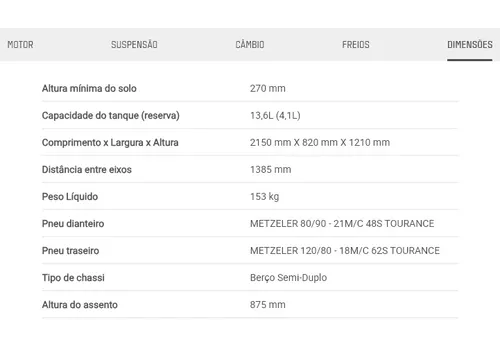 MOTOR SUSPENSÃO CÂMBIO FREIOS DIMENSÕES
Altura mínima do solo 270 mm
Capacidade do tanque (reserva) 13,6L (4,1L)
Comprimento x Largura x Altura 2150 mm X 820 mm X 1210 mm
Distância entre eixos 1385 mm
Peso Líquido 153 kg
Pneu dianteiro METZELER 80/90 - 21M/C 48S TOURANCE
Pneu traseiro METZELER 120/80 - 18M/C 62S TOURANCE
Tipo de chassi Berço Semi-Duplo
Altura do assento 875 mm